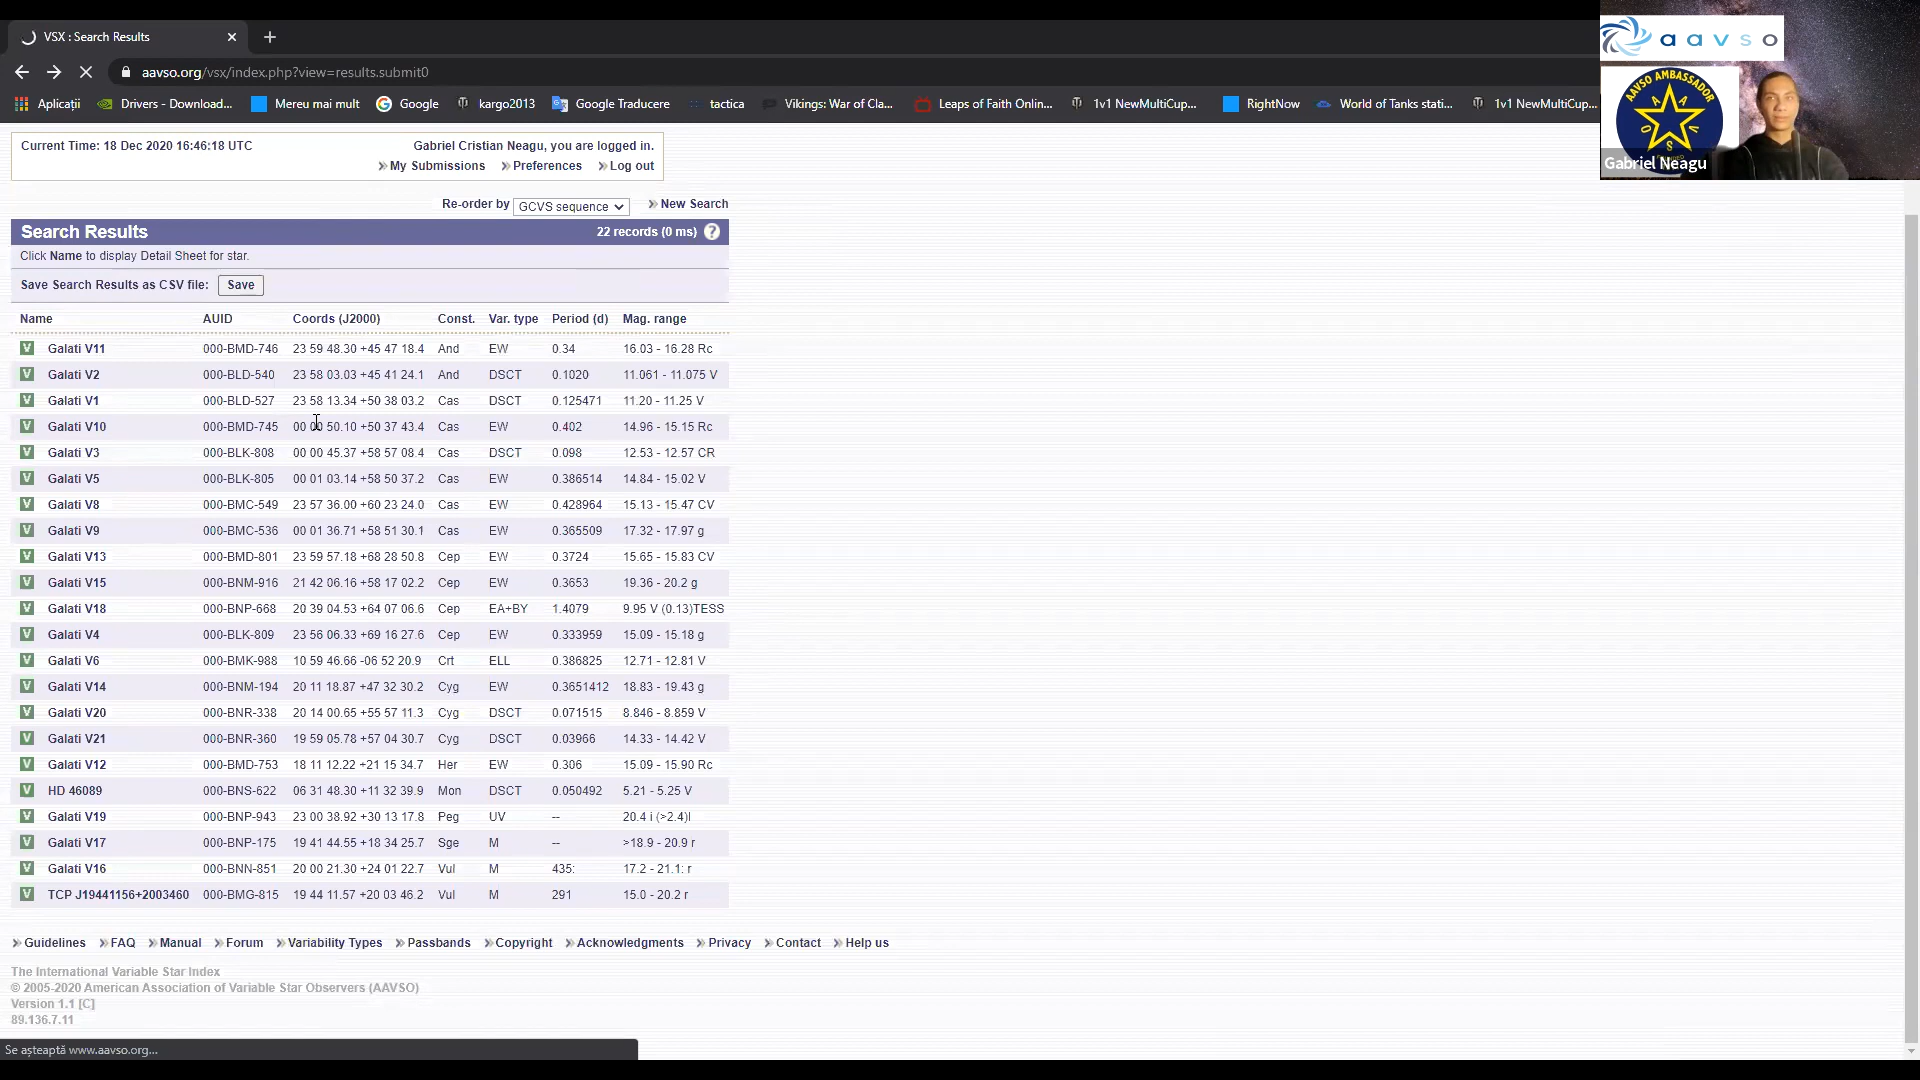 VSX : Search Results
aavso.org/vsx/index.php?view=results.submit0
Aplicații Drivers - Download... Mereu mai mult Google kargo2013 Google Traducere tactica Vikings: War of Cla... Leaps of Faith Onlin... 1v1 NewMultiCup... RightNow World of Tanks stati... 1v1 NewMultiCup...
aavso
AAVSO AMBASSADOR
Gabriel Neagu
Current Time: 18 Dec 2020 16:46:18 UTC Gabriel Cristian Neagu, you are logged in.
My Submissions Preferences Log out
Re-order by GCVS sequence New Search
Search Results 22 records (0 ms) ?
Click Name to display Detail Sheet for star.
Save Search Results as CSV file: Save
Name AUID Coords (J2000) Const. Var. type Period (d) Mag. range
V Galati V11 000-BMD-746 23 59 48.30 +45 47 18.4 And EW 0.34 16.03 - 16.28 Rc
V Galati V2 000-BLD-540 23 58 03.03 +45 41 24.1 And DSCT 0.1020 11.061 - 11.075 V
V Galati V1 000-BLD-527 23 58 13.34 +50 38 03.2 Cas DSCT 0.125471 11.20 - 11.25 V
V Galati V10 000-BMD-745 00 00 50.10 +50 37 43.4 Cas EW 0.402 14.96 - 15.15 Rc
V Galati V3 000-BLK-808 00 00 45.37 +58 57 08.4 Cas DSCT 0.098 12.53 - 12.57 CR
V Galati V5 000-BLK-805 00 01 03.14 +58 50 37.2 Cas EW 0.386514 14.84 - 15.02 V
V Galati V8 000-BMC-549 23 57 36.00 +60 23 24.0 Cas EW 0.428964 15.13 - 15.47 CV
V Galati V9 000-BMC-536 00 01 36.71 +58 51 30.1 Cas EW 0.365509 17.32 - 17.97 g
V Galati V13 000-BMD-801 23 59 57.18 +68 28 50.8 Cep EW 0.3724 15.65 - 15.83 CV
V Galati V15 000-BNM-916 21 42 06.16 +58 17 02.2 Cep EW 0.3653 19.36 - 20.2 g
V Galati V18 000-BNP-668 20 39 04.53 +64 07 06.6 Cep EA+BY 1.4079 9.95 V (0.13)TESS
V Galati V4 000-BLK-809 23 56 06.33 +69 16 27.6 Cep EW 0.333959 15.09 - 15.18 g
V Galati V6 000-BMK-988 10 59 46.66 -06 52 20.9 Crt ELL 0.386825 12.71 - 12.81 V
V Galati V14 000-BNM-194 20 11 18.87 +47 32 30.2 Cyg EW 0.3651412 18.83 - 19.43 g
V Galati V20 000-BNR-338 20 14 00.65 +55 57 11.3 Cyg DSCT 0.071515 8.846 - 8.859 V
V Galati V21 000-BNR-360 19 59 05.78 +57 04 30.7 Cyg DSCT 0.03966 14.33 - 14.42 V
V Galati V12 000-BMD-753 18 11 12.22 +21 15 34.7 Her EW 0.306 15.09 - 15.90 Rc
V HD 46089 000-BNS-622 06 31 48.30 +11 32 39.9 Mon DSCT 0.050492 5.21 - 5.25 V
V Galati V19 000-BNP-943 23 00 38.92 +30 13 17.8 Peg UV -- 20.4 i (>2.4)I
V Galati V17 000-BNP-175 19 41 44.55 +18 34 25.7 Sge M -- >18.9 - 20.9 r
V Galati V16 000-BNN-851 20 00 21.30 +24 01 22.7 Vul M 435: 17.2 - 21.1: r
V TCP J19441156+2003460 000-BMG-815 19 44 11.57 +20 03 46.2 Vul M 291 15.0 - 20.2 r
Guidelines FAQ Manual Forum Variability Types Passbands Copyright Acknowledgments Privacy Contact Help us
The International Variable Star Index
© 2005-2020 American Association of Variable Star Observers (AAVSO)
Version 1.1 [C]
89.136.7.11
Se așteaptă www.aavso.org...